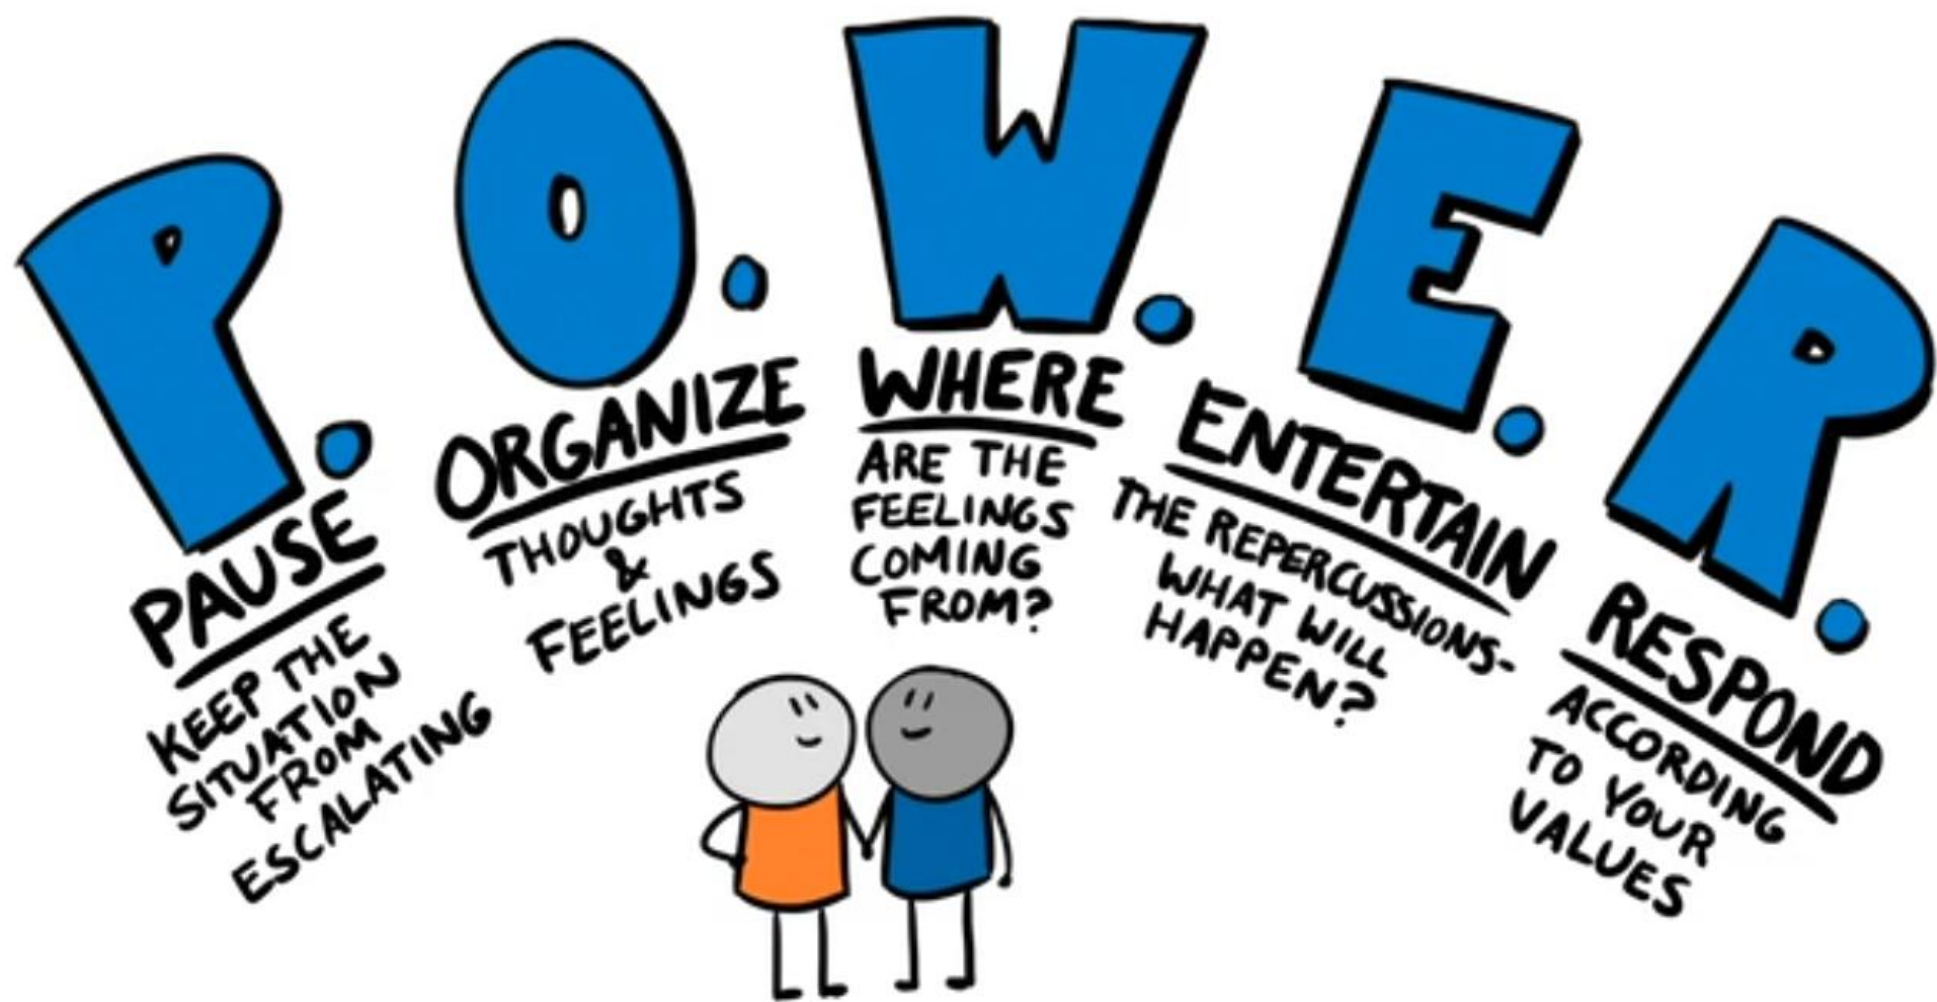 P.O.W.E.R.
PAUSE
KEEP THE
SITUATION
FROM
ESCALATING
ORGANIZE
THOUGHTS
&
FEELINGS
WHERE
ARE THE
FEELINGS
COMING
FROM?
ENTERTAIN
THE REPERCUSSIONS-
WHAT WILL
HAPPEN?
RESPOND
ACCORDING
TO YOUR
VALUES